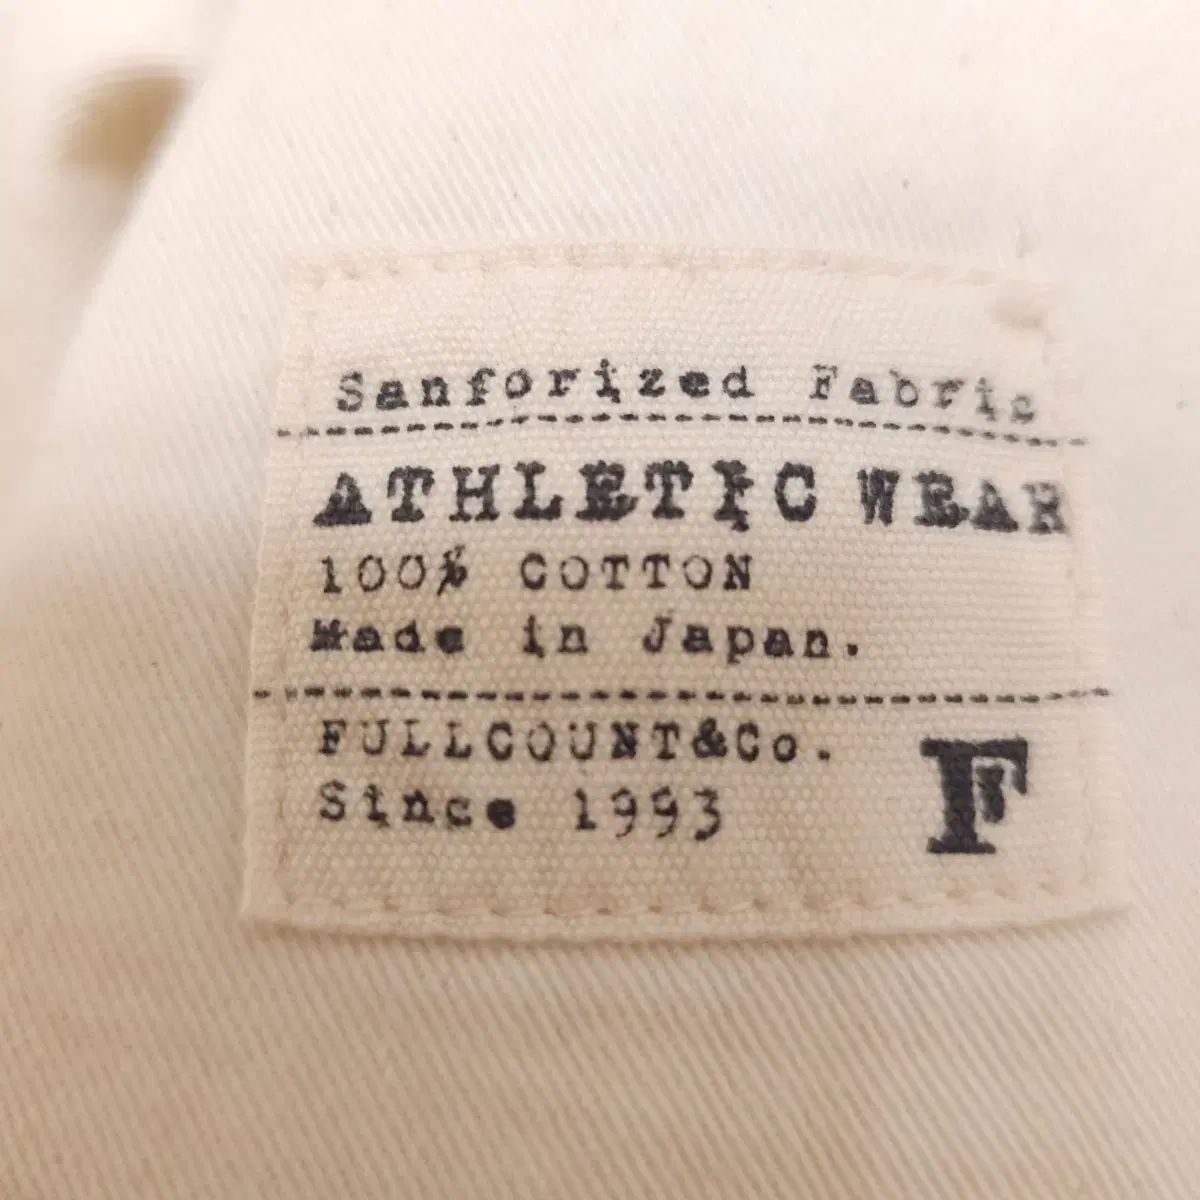 Sanforized Fabric
ATHLETIC WEAR
100% COTTON
Made in Japan.
FULLCOUNT&Co.
Since 1993
F